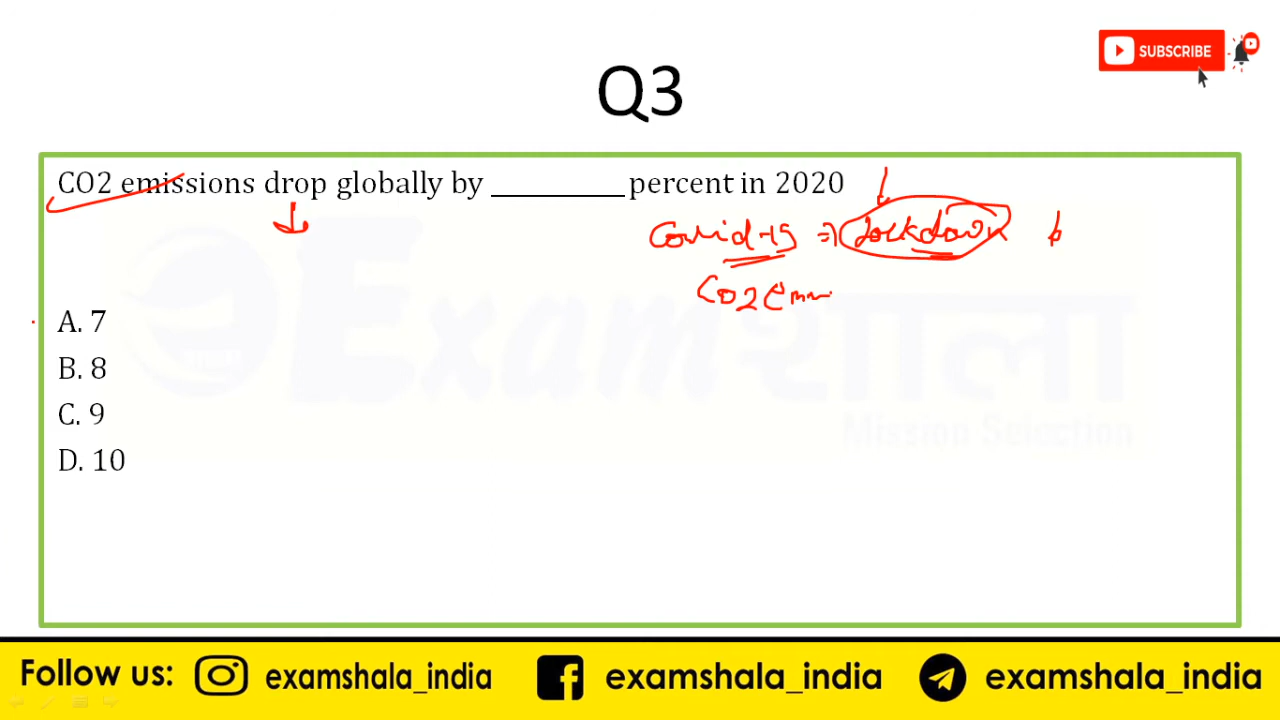 SUBSCRIBE
Q3
CO2 emissions drop globally by __________ percent in 2020
Covid-19 ⇒ lockdown
CO2 em
A. 7
B. 8
C. 9
D. 10
Examशाला
Mission Selection
Follow us: examshala_india examshala_india examshala_india